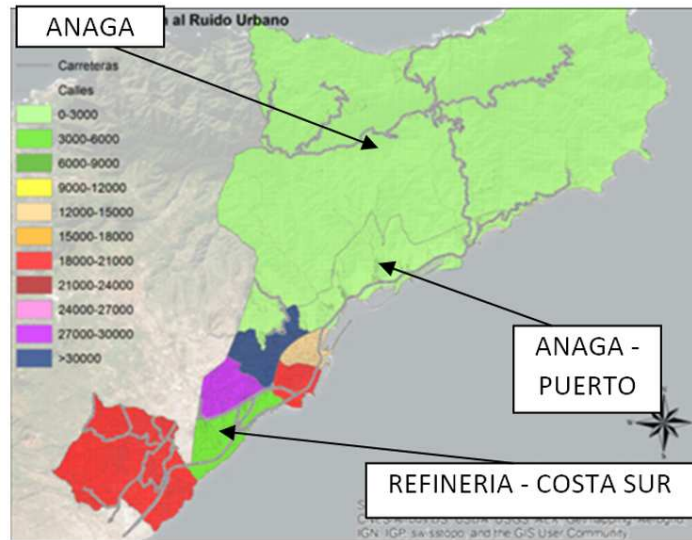 ANAGA
al Ruido Urbano
Carreteras
Calles
0-3000
3000-6000
6000-9000
9000-12000
12000-15000
15000-18000
18000-21000
21000-24000
24000-27000
27000-30000
>30000
ANAGA -
PUERTO
REFINERIA - COSTA SUR
IGN, IGP, swisstopo, and the GIS User Community